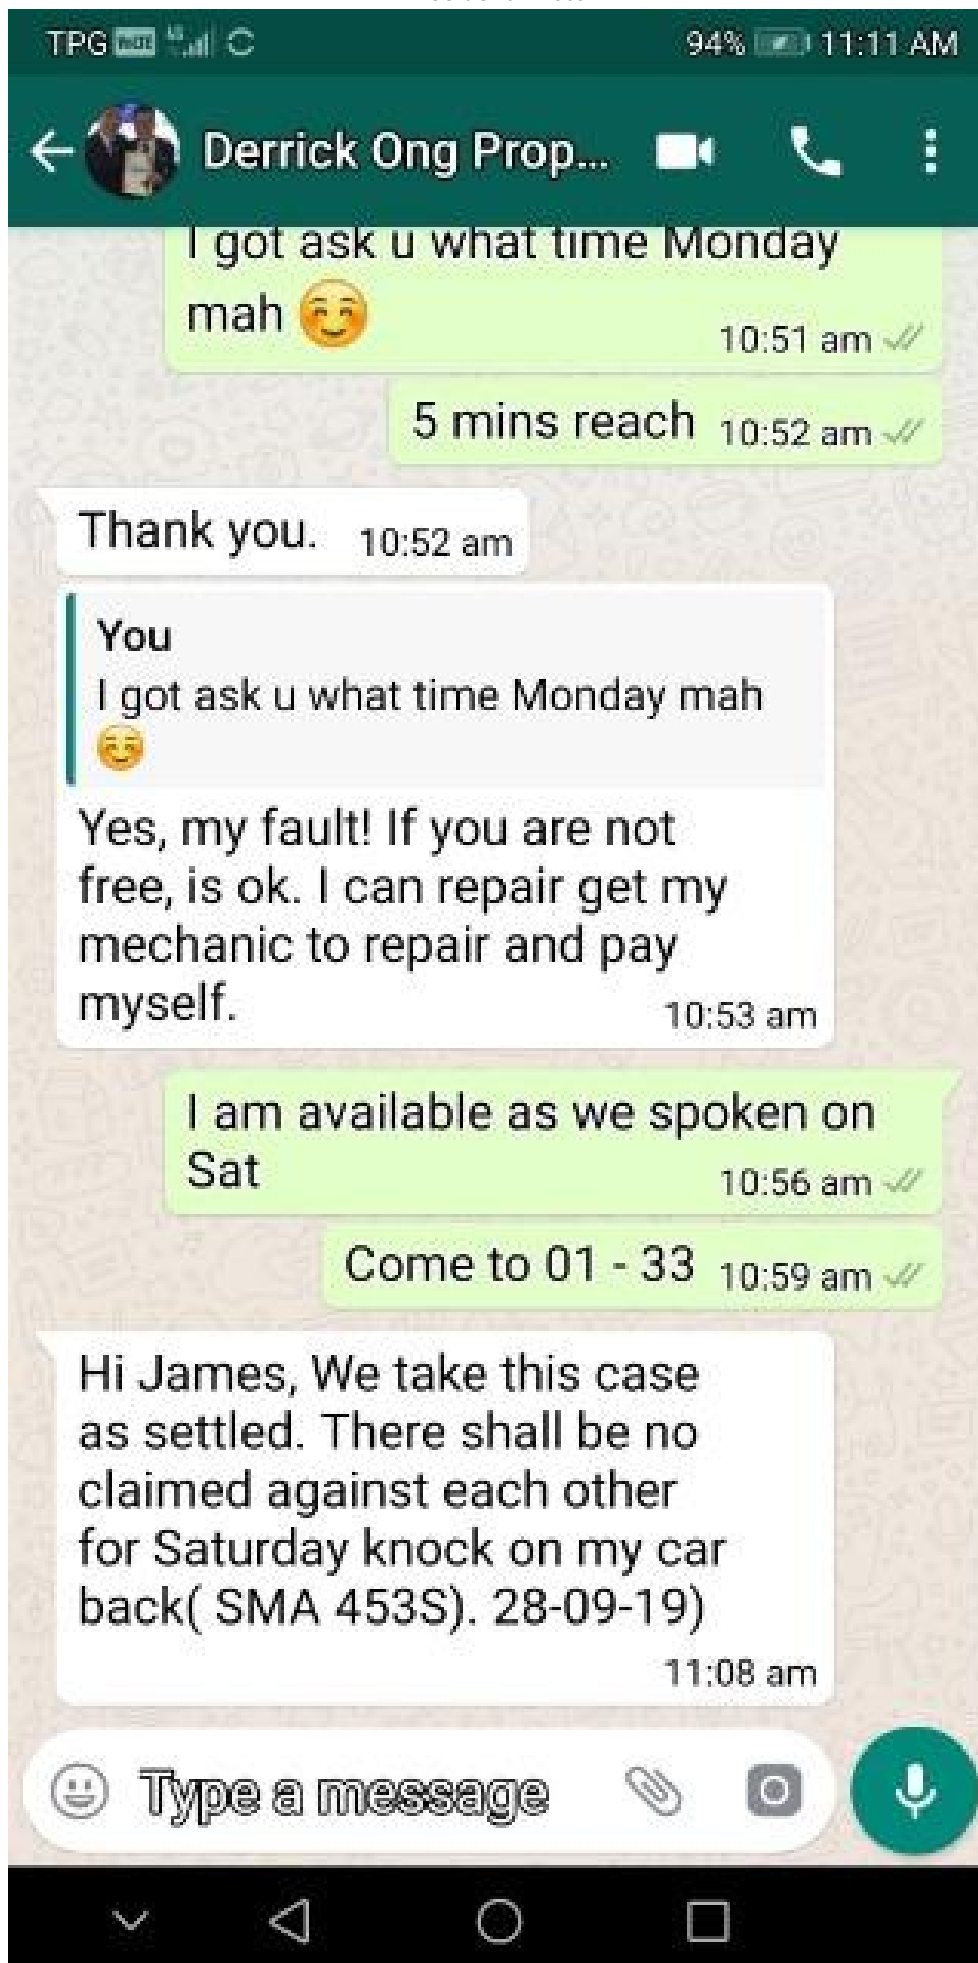 TPG VoLTE 4G 94% 11:11 AM
Derrick Ong Prop...
I got ask u what time Monday
mah 😊
10:51 am
5 mins reach 10:52 am
Thank you. 10:52 am
You
I got ask u what time Monday mah
😊
Yes, my fault! If you are not
free, is ok. I can repair get my
mechanic to repair and pay
myself. 10:53 am
I am available as we spoken on
Sat 10:56 am
Come to 01 - 33 10:59 am
Hi James, We take this case
as settled. There shall be no
claimed against each other
for Saturday knock on my car
back( SMA 453S). 28-09-19)
11:08 am
Type a message